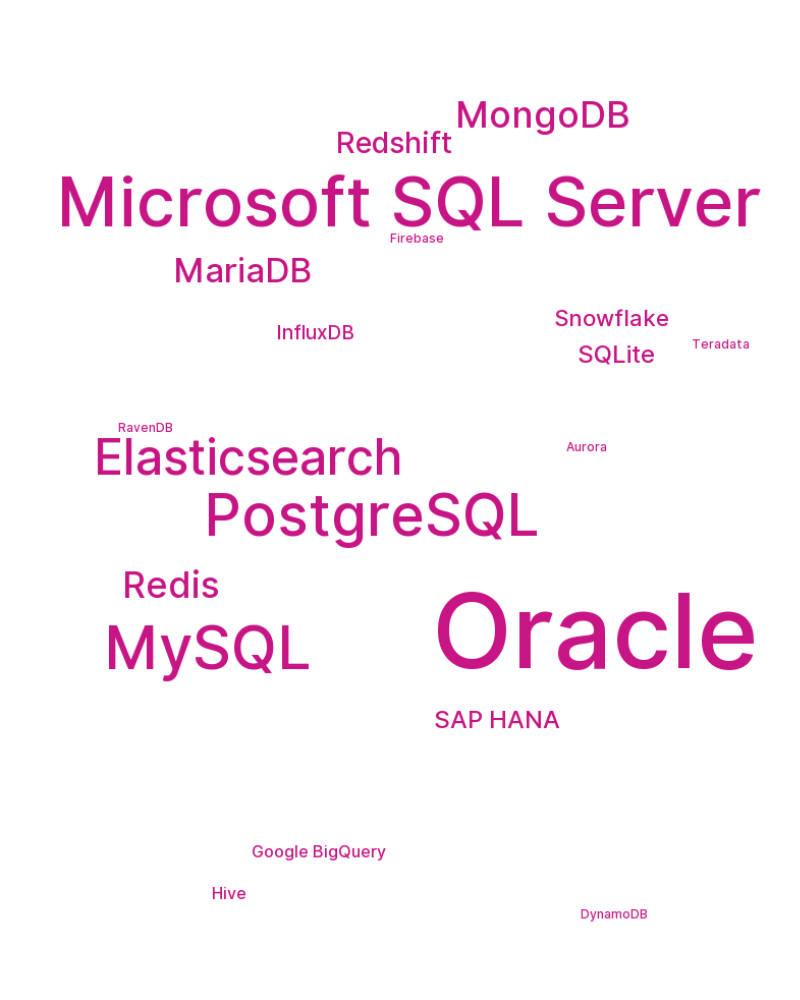 MongoDB
Redshift
Microsoft SQL Server
Firebase
MariaDB
Snowflake
InfluxDB
Teradata
SQLite
RavenDB
Aurora
Elasticsearch
PostgreSQL
Redis
Oracle
MySQL
SAP HANA
Google BigQuery
Hive
DynamoDB